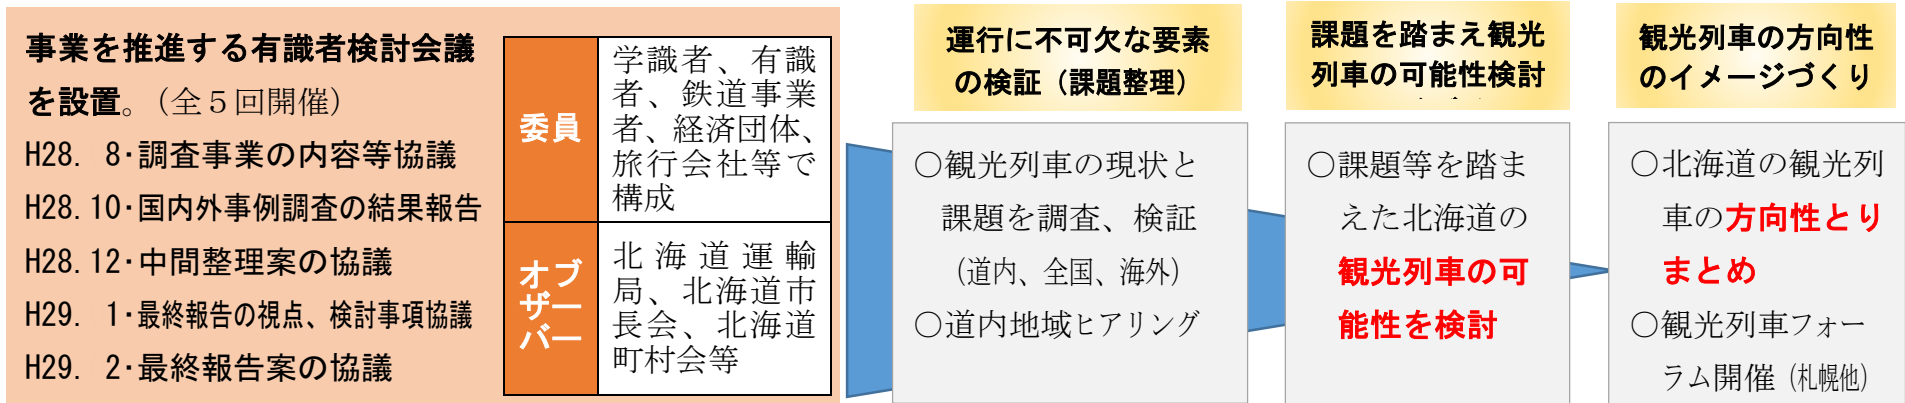 事業を推進する有識者検討会議
を設置。（全５回開催）
H28. 8・調査事業の内容等協議
H28.10・国内外事例調査の結果報告
H28.12・中間整理案の協議
H29. 1・最終報告の視点、検討事項協議
H29. 2・最終報告案の協議
委員
学識者、有識
者、鉄道事業
者、経済団体、
旅行会社等で
構成
オブ
ザー
バー
北海道運輸
局、北海道市
長会、北海道
町村会等
運行に不可欠な要素
の検証（課題整理）
○観光列車の現状と
課題を調査、検証
（道内、全国、海外）
○道内地域ヒアリング
課題を踏まえ観光
列車の可能性検討
○課題等を踏ま
えた北海道の
観光列車の可
能性を検討
観光列車の方向性
のイメージづくり
○北海道の観光列
車の方向性とり
まとめ
○観光列車フォー
ラム開催（札幌他）